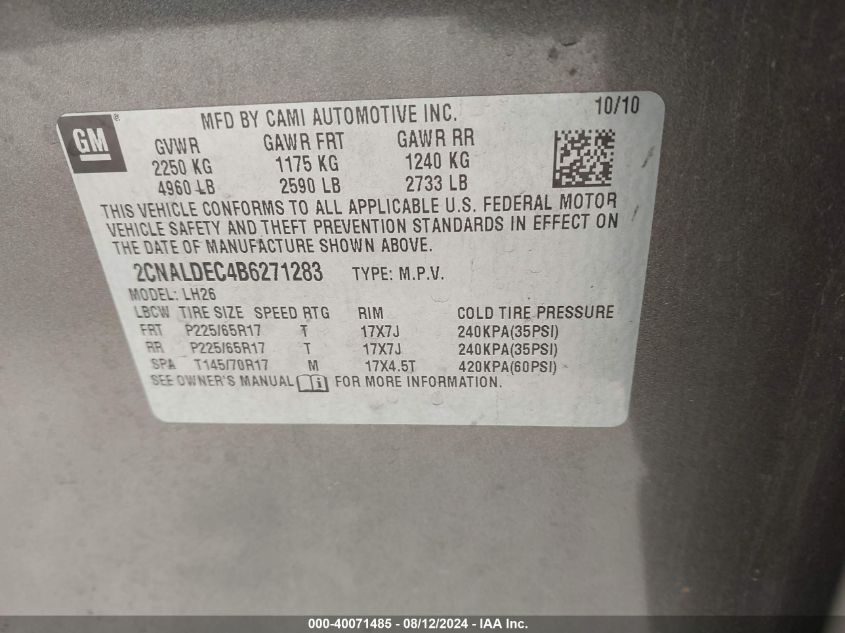 GM ®
MFD BY CAMI AUTOMOTIVE INC. 10/10
GVWR GAWR FRT GAWR RR
2250 KG 1175 KG 1240 KG
4960 LB 2590 LB 2733 LB
THIS VEHICLE CONFORMS TO ALL APPLICABLE U.S. FEDERAL MOTOR
VEHICLE SAFETY AND THEFT PREVENTION STANDARDS IN EFFECT ON
THE DATE OF MANUFACTURE SHOWN ABOVE.
2CNALDEC4B6271283 TYPE: M.P.V.
MODEL: LH26
LBCW TIRE SIZE SPEED RTG RIM COLD TIRE PRESSURE
FRT P225/65R17 T 17X7J 240KPA(35PSI)
RR P225/65R17 T 17X7J 240KPA(35PSI)
SPA T145/70R17 M 17X4.5T 420KPA(60PSI)
SEE OWNER'S MANUAL i FOR MORE INFORMATION.
000-40071485 - 08/12/2024 - IAA Inc.